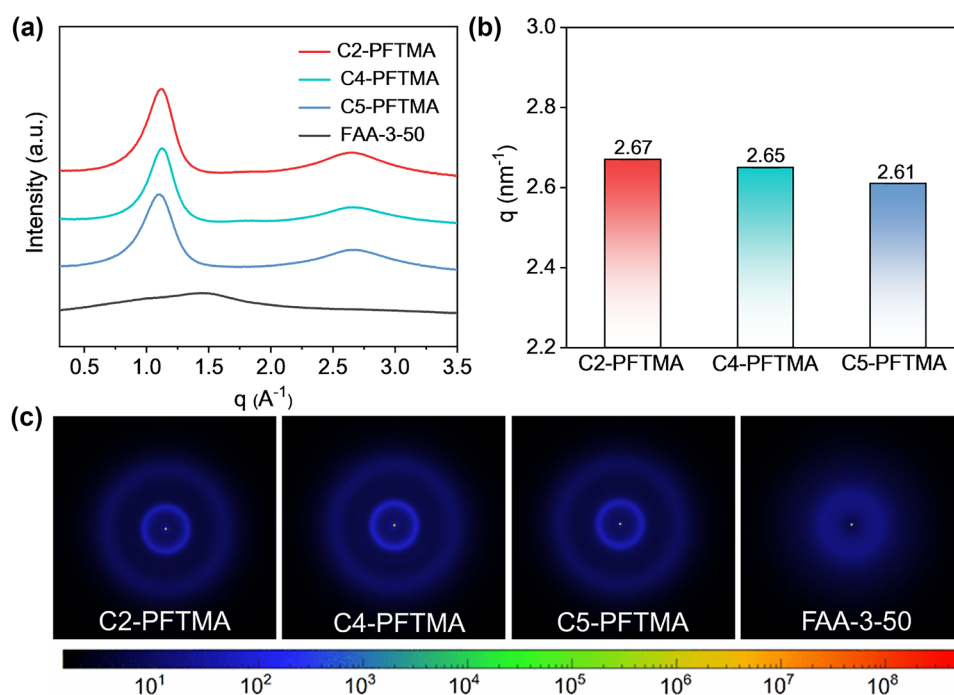 (a)
C2-PFTMA
C4-PFTMA
C5-PFTMA
FAA-3-50
Intensity (a.u.)
0.5 1.0 1.5 2.0 2.5 3.0 3.5
q (A⁻¹)
(b)
3.0
2.8
2.6
2.4
2.2
q (nm⁻¹)
2.67
2.65
2.61
C2-PFTMA C4-PFTMA C5-PFTMA
(c)
C2-PFTMA
C4-PFTMA
C5-PFTMA
FAA-3-50
10¹ 10² 10³ 10⁴ 10⁵ 10⁶ 10⁷ 10⁸